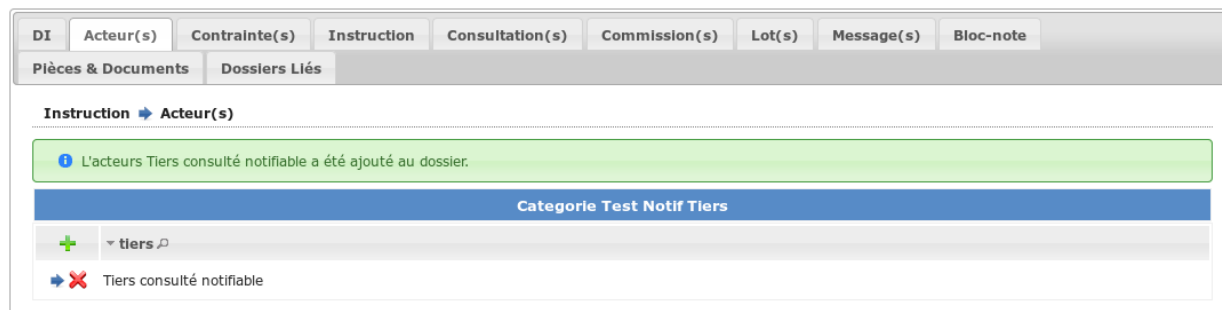 DI Acteur(s) Contrainte(s) Instruction Consultation(s) Commission(s) Lot(s) Message(s) Bloc-note
Pièces & Documents Dossiers Liés
Instruction Acteur(s)
L'acteurs Tiers consulté notifiable a été ajouté au dossier.
Categorie Test Notif Tiers
tiers
Tiers consulté notifiable